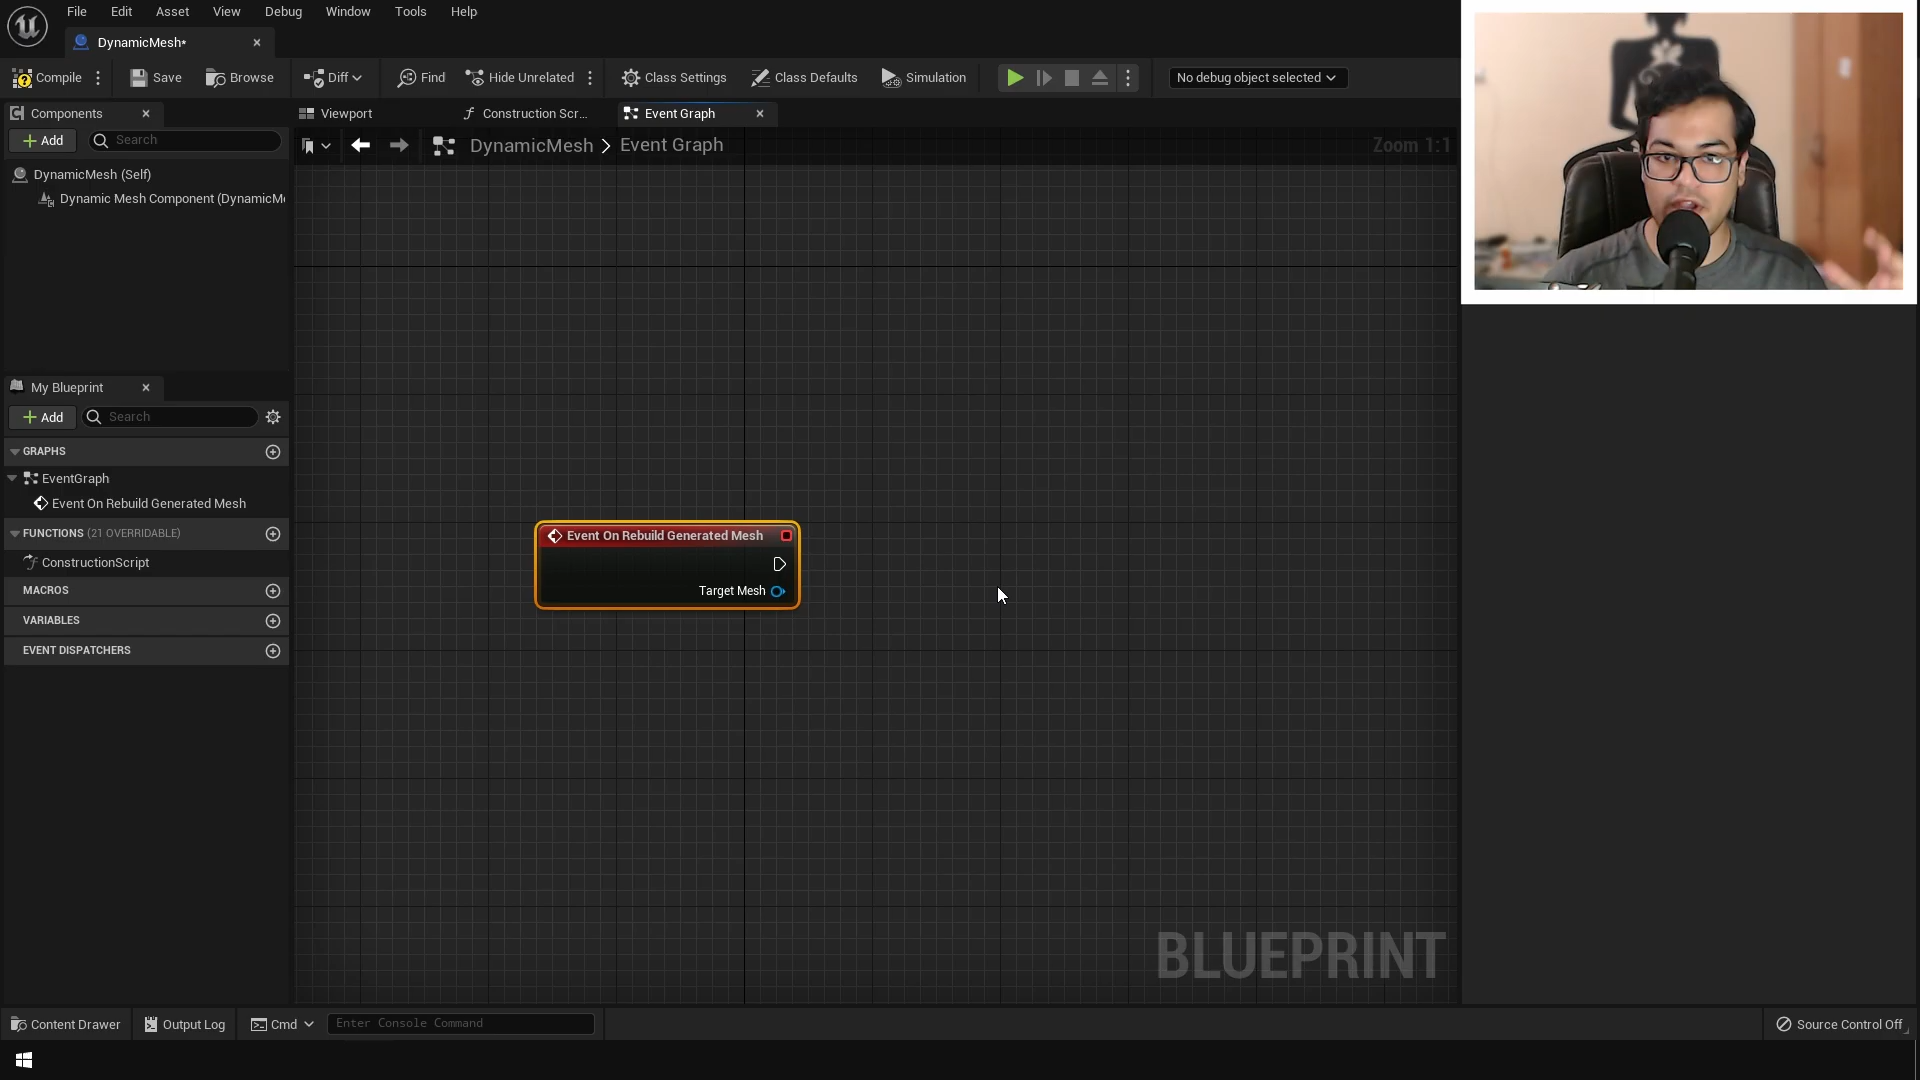 File Edit Asset View Debug Window Tools Help
DynamicMesh*
Compile Save Browse Diff Find Hide Unrelated Class Settings Class Defaults Simulation No debug object selected
Components Viewport Construction Scr... Event Graph
Add Search DynamicMesh > Event Graph Zoom 1:1
DynamicMesh (Self)
Dynamic Mesh Component (DynamicMe
My Blueprint
Add Search
GRAPHS
EventGraph
Event On Rebuild Generated Mesh
FUNCTIONS (21 OVERRIDABLE)
ConstructionScript
MACROS
VARIABLES
EVENT DISPATCHERS
Event On Rebuild Generated Mesh
Target Mesh
BLUEPRINT
Content Drawer Output Log Cmd Enter Console Command Source Control Off